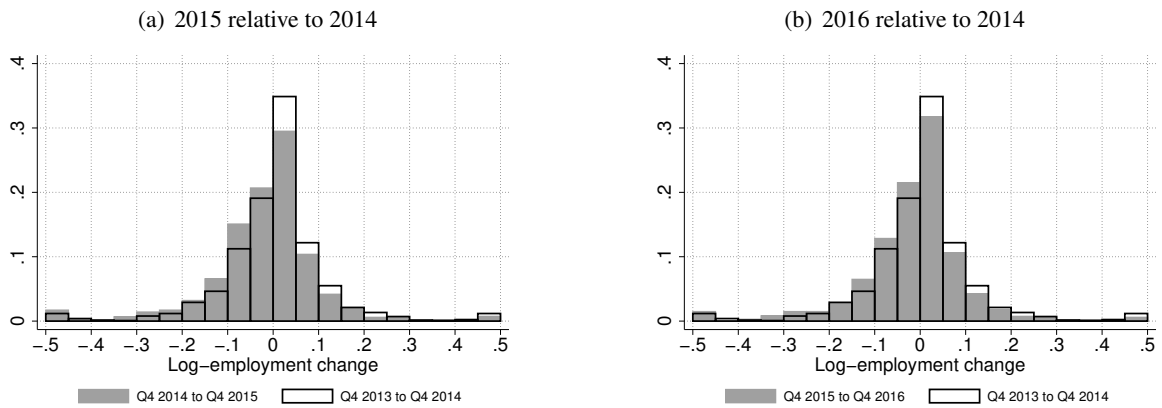 (a) 2015 relative to 2014
.4
.3
.2
.1
0
−.5 −.4 −.3 −.2 −.1 0 .1 .2 .3 .4 .5
Log−employment change
Q4 2014 to Q4 2015 Q4 2013 to Q4 2014
(b) 2016 relative to 2014
.4
.3
.2
.1
0
−.5 −.4 −.3 −.2 −.1 0 .1 .2 .3 .4 .5
Log−employment change
Q4 2015 to Q4 2016 Q4 2013 to Q4 2014